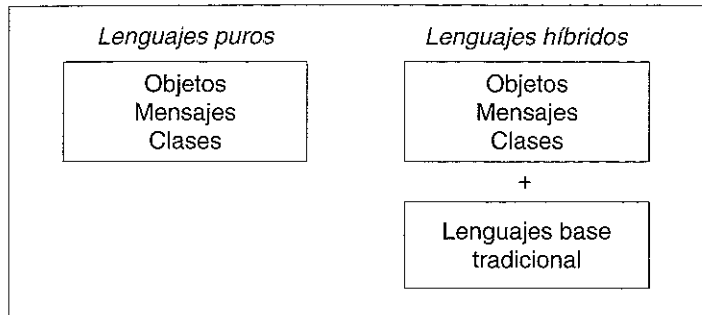 Lenguajes puros
Objetos
Mensajes
Clases
Lenguajes híbridos
Objetos
Mensajes
Clases
+
Lenguajes base
tradicional